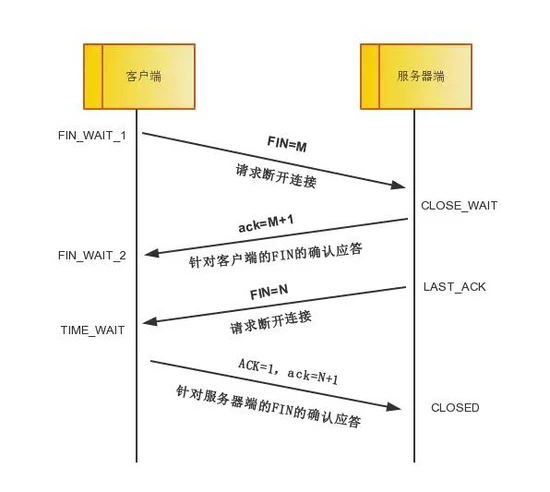 客户端
服务器端
FIN_WAIT_1
FIN=M
请求断开连接
CLOSE_WAIT
ack=M+1
针对客户端的FIN的确认应答
FIN_WAIT_2
FIN=N
LAST_ACK
请求断开连接
TIME_WAIT
ACK=1, ack=N+1
针对服务器端的FIN的确认应答
CLOSED